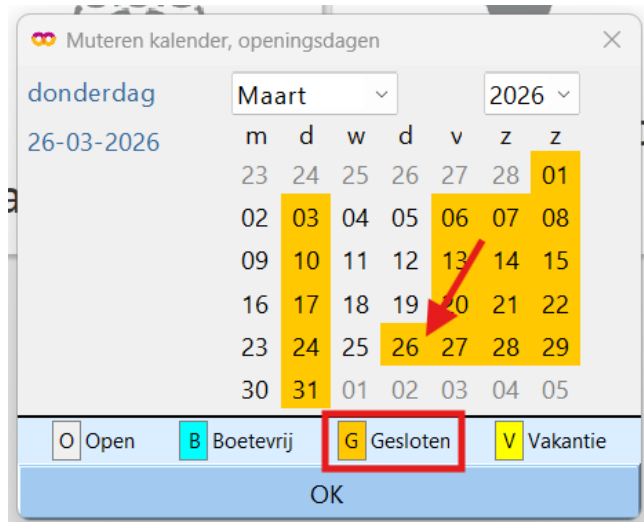 Muteren kalender, openingsdagen
donderdag Maart 2026
26-03-2026 m d w d v z z
23 24 25 26 27 28 01
02 03 04 05 06 07 08
09 10 11 12 13 14 15
16 17 18 19 20 21 22
23 24 25 26 27 28 29
30 31 01 02 03 04 05
O Open B Boetevrij G Gesloten V Vakantie
OK